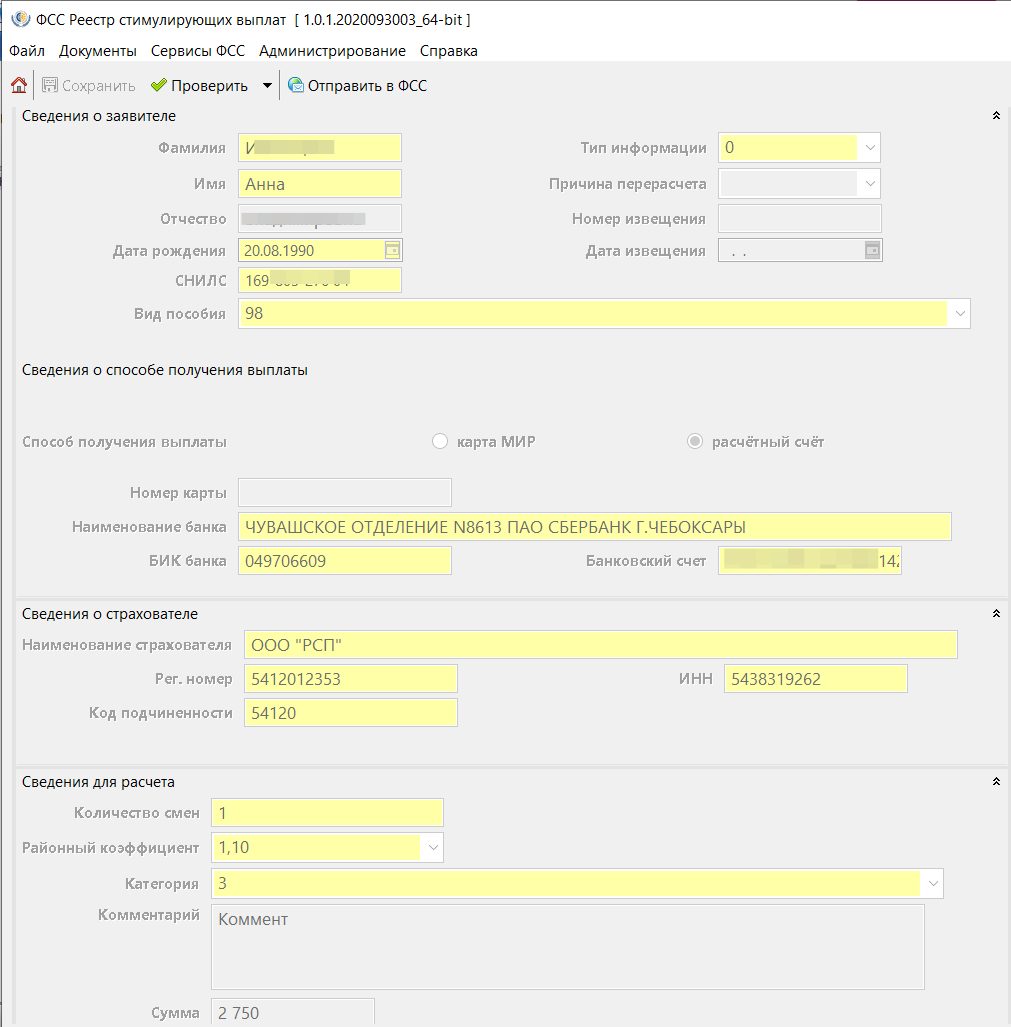 ФСС Реестр стимулирующих выплат [ 1.0.1.2020093003_64-bit ]
Файл Документы Сервисы ФСС Администрирование Справка
Сохранить Проверить Отправить в ФСС
Сведения о заявителе
Фамилия Тип информации 0
Имя Анна Причина перерасчета
Отчество Номер извещения
Дата рождения 20.08.1990 Дата извещения . .
СНИЛС 169-
Вид пособия 98
Сведения о способе получения выплаты
Способ получения выплаты карта МИР расчётный счёт
Номер карты
Наименование банка ЧУВАШСКОЕ ОТДЕЛЕНИЕ N8613 ПАО СБЕРБАНК Г.ЧЕБОКСАРЫ
БИК банка 049706609 Банковский счет
Сведения о страхователе
Наименование страхователя ООО "РСП"
Рег. номер 5412012353 ИНН 5438319262
Код подчиненности 54120
Сведения для расчета
Количество смен 1
Районный коэффициент 1,10
Категория 3
Комментарий Коммент
Сумма 2 750